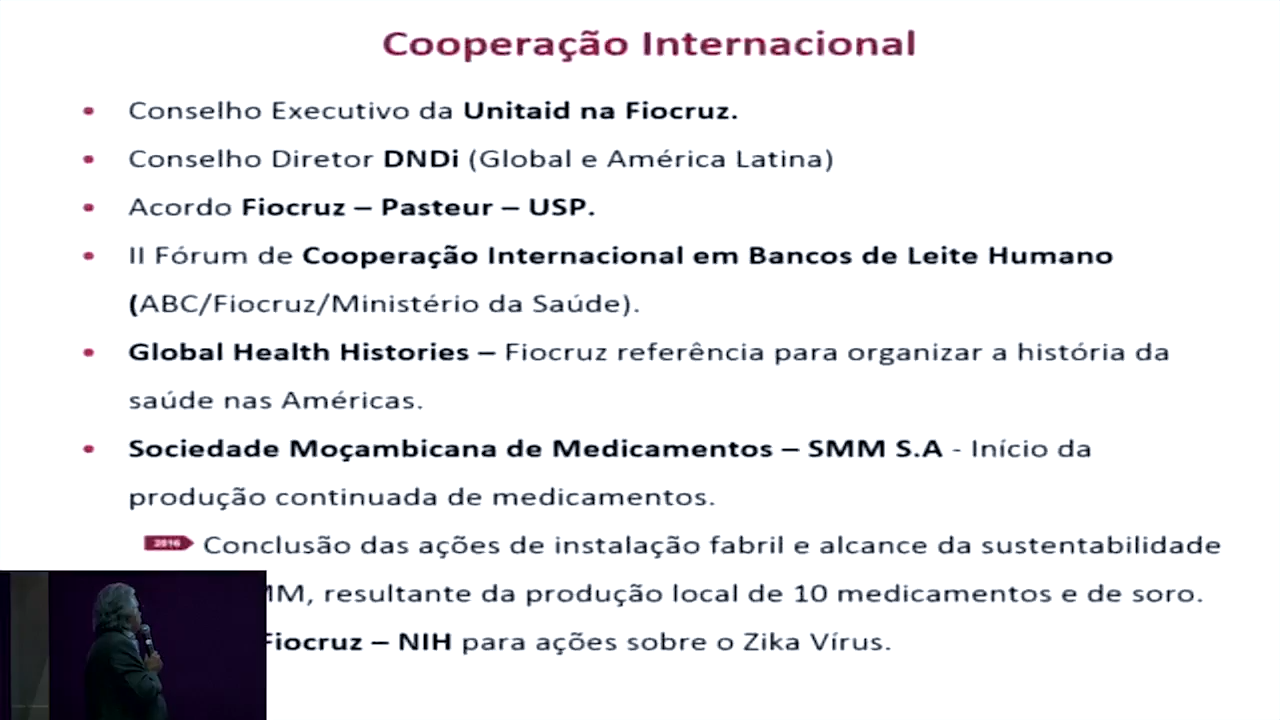 Cooperação Internacional
• Conselho Executivo da Unitaid na Fiocruz.
• Conselho Diretor DNDi (Global e América Latina)
• Acordo Fiocruz – Pasteur – USP.
• II Fórum de Cooperação Internacional em Bancos de Leite Humano
(ABC/Fiocruz/Ministério da Saúde).
• Global Health Histories – Fiocruz referência para organizar a história da
saúde nas Américas.
• Sociedade Moçambicana de Medicamentos – SMM S.A - Início da
produção continuada de medicamentos.
2016 Conclusão das ações de instalação fabril e alcance da sustentabilidade
MM, resultante da produção local de 10 medicamentos e de soro.
Fiocruz – NIH para ações sobre o Zika Vírus.